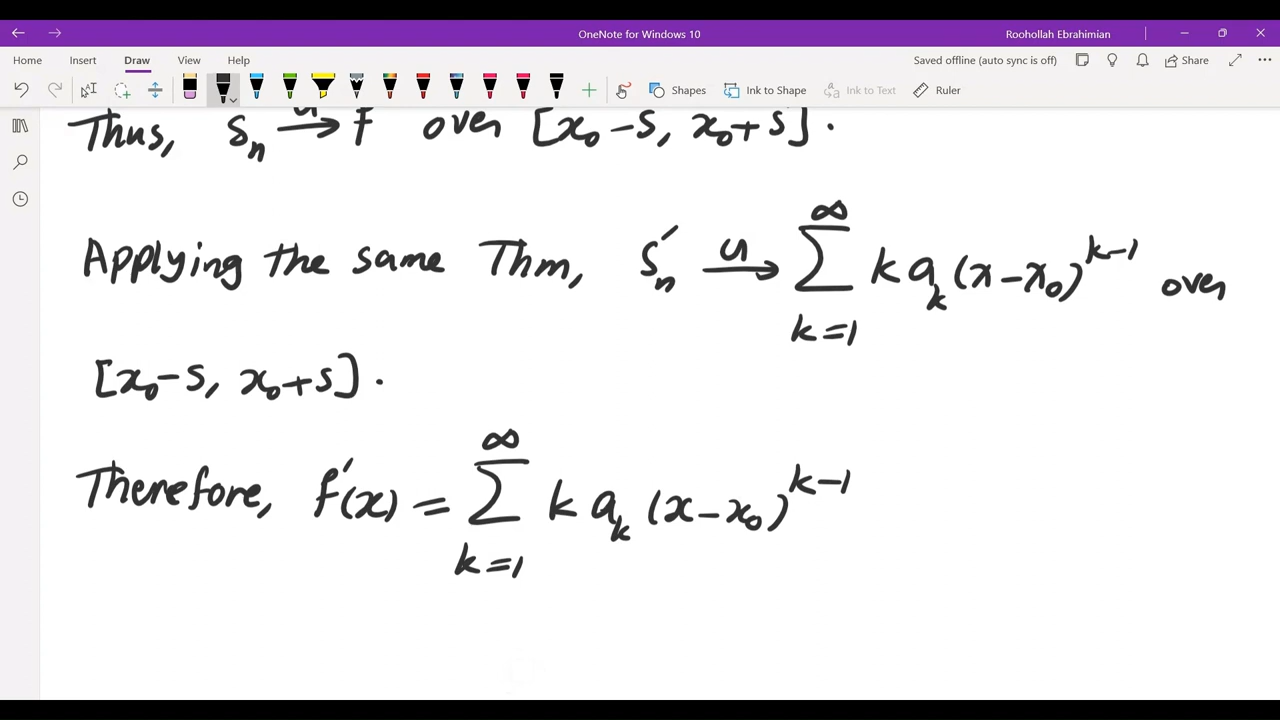 OneNote for Windows 10
Roohollah Ebrahimian
Home Insert Draw View Help
Saved offline (auto sync is off) Share
Shapes Ink to Shape Ink to Text Ruler
Thus, Sₙ →ᵘ f over [x₀-s, x₀+s].
Applying the same Thm, Sₙ′ →ᵘ ∑_{k=1}^{∞} k aₖ (x-x₀)^{k-1} over
[x₀-s, x₀+s].
Therefore, f′(x) = ∑_{k=1}^{∞} k aₖ (x-x₀)^{k-1}